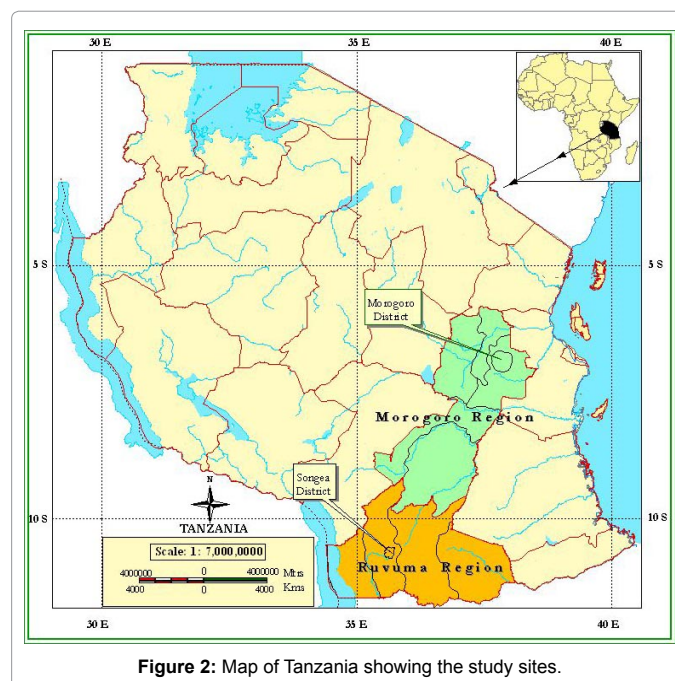 30 E 35 E 40 E
5 S 5 S
Morogoro
District
Morogoro Region
Songea
District
N
10 S 10 S
TANZANIA
Scale: 1: 7,000,0000
4000000 0 4000000 Mtrs
4000 0 4000 Kms
Ruvuma Region
30 E 35 E 40 E
Figure 2: Map of Tanzania showing the study sites.